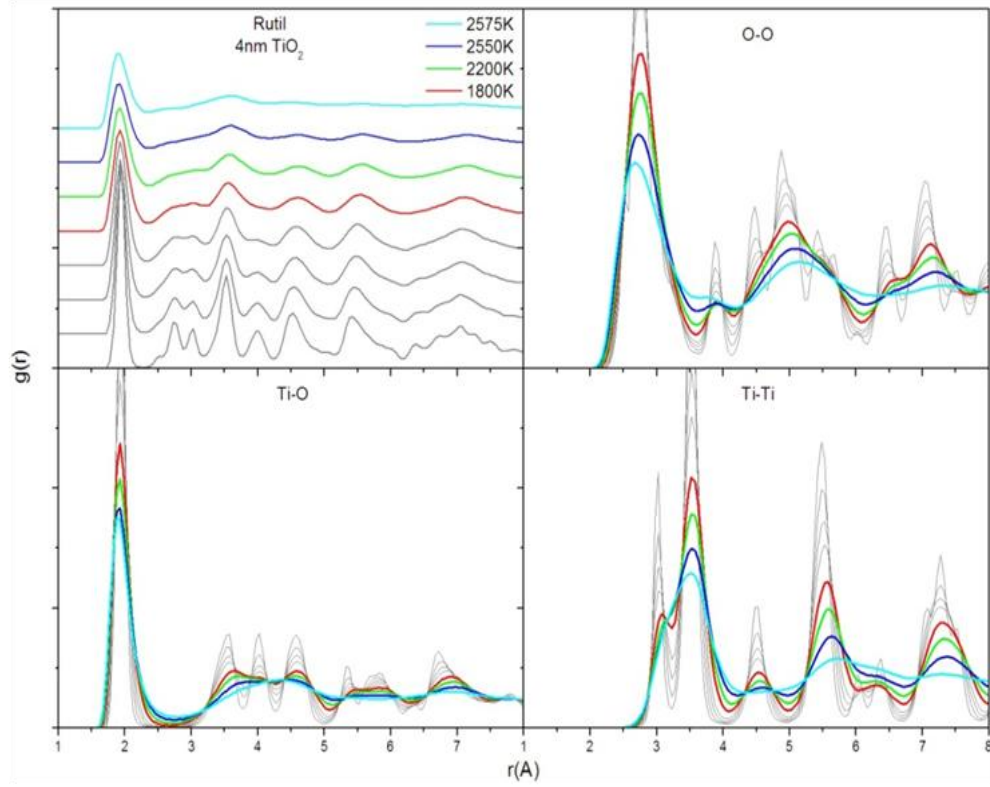 Rutil
4nm TiO₂
2575K
2550K
2200K
1800K
O-O
g(r)
Ti-O
Ti-Ti
1 2 3 4 5 6 7
2 3 4 5 6 7 8
r(A)